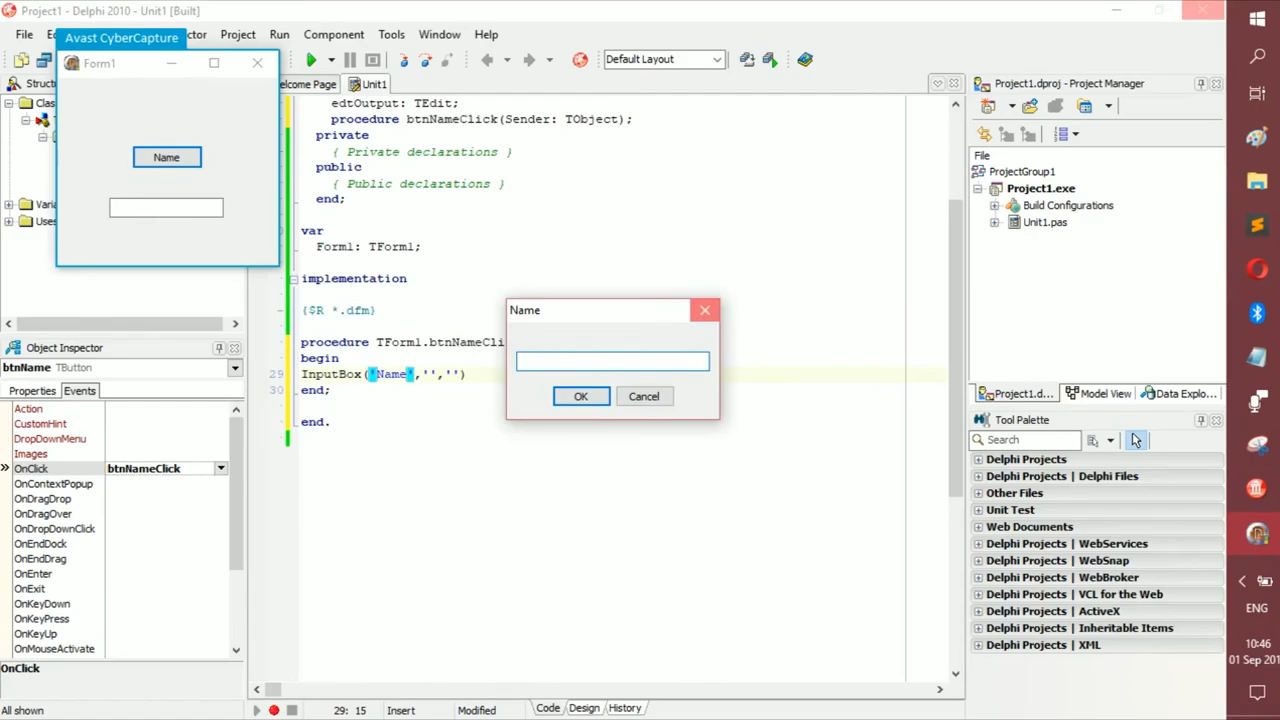 Project1 - Delphi 2010 - Unit1 [Built]
File
Project
Run
Component
Tools
Window
Help
Avast CyberCapture
Form1
Name
Default Layout
Unit1
edtOutput: TEdit;
procedure btnNameClick(Sender: TObject);
private
{ Private declarations }
public
{ Public declarations }
end;
var
Form1: TForm1;
implementation
{$R *.dfm}
procedure TForm1.btnNameCli
begin
29
InputBox('Name','','')
30
end;
end.
Name
OK
Cancel
Object Inspector
btnName TButton
Properties
Events
Action
CustomHint
DropDownMenu
Images
OnClick
btnNameClick
OnContextPopup
OnDragDrop
OnDragOver
OnDropDownClick
OnEndDock
OnEndDrag
OnEnter
OnExit
OnKeyDown
OnKeyPress
OnKeyUp
OnMouseActivate
OnClick
All shown
29: 15
Insert
Modified
Code
Design
History
Project1.dproj - Project Manager
File
ProjectGroup1
Project1.exe
Build Configurations
Unit1.pas
Project1.d...
Model View
Data Explo...
Tool Palette
Search
Delphi Projects
Delphi Projects | Delphi Files
Other Files
Unit Test
Web Documents
Delphi Projects | WebServices
Delphi Projects | WebSnap
Delphi Projects | WebBroker
VCL for the Web
Delphi Projects | ActiveX
Delphi Projects | Inheritable Items
Delphi Projects | XML
ENG
10:46
01 Sep 201